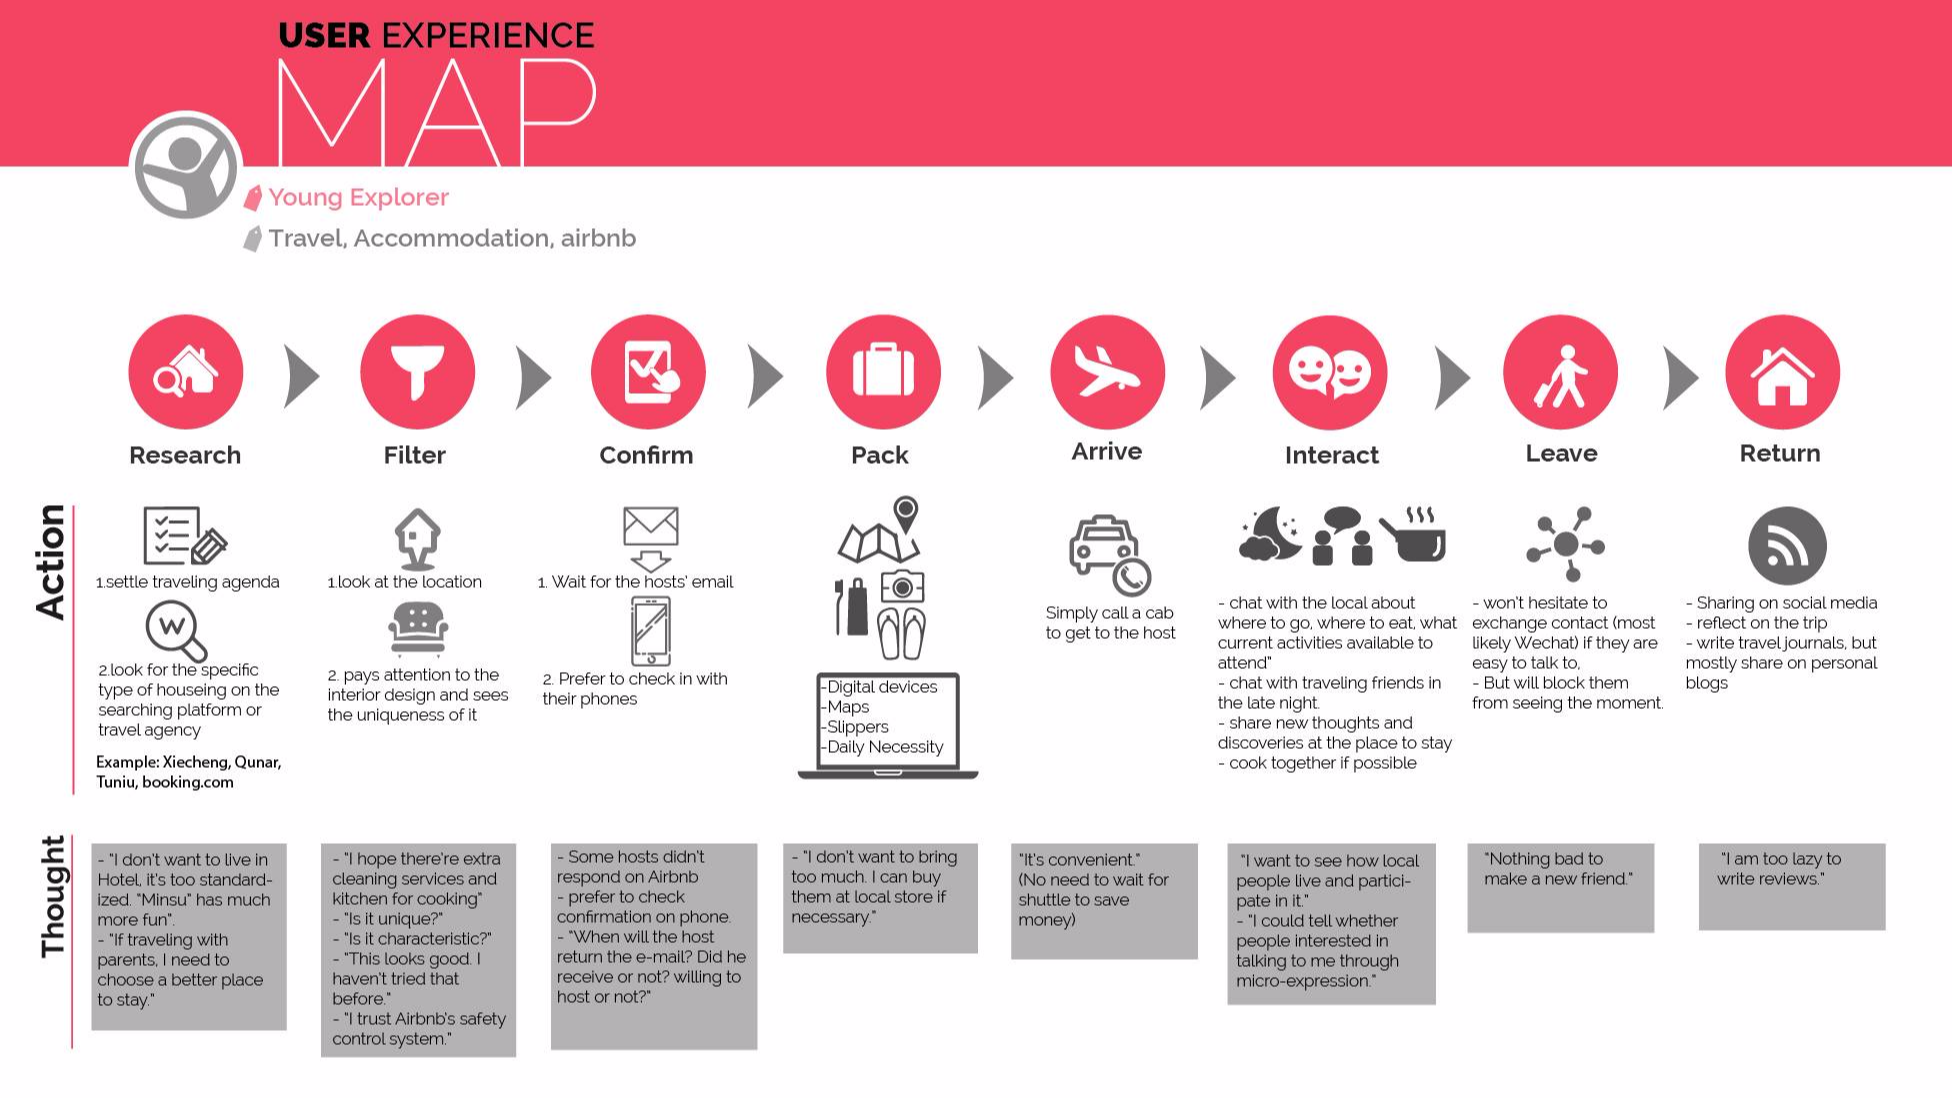 USER EXPERIENCE
MAP
Young Explorer
Travel, Accommodation, airbnb
Research
Filter
Confirm
Pack
Arrive
Interact
Leave
Return
Action
1.settle traveling agenda
W
2.look for the specific
type of houseing on the
searching platform or
travel agency
Example: Xiecheng, Qunar,
Tuniu, booking.com
1.look at the location
2. pays attention to the
interior design and sees
the uniqueness of it
1. Wait for the hosts' email
2. Prefer to check in with
their phones
-Digital devices
-Maps
-Slippers
-Daily Necessity
Simply call a cab
to get to the host
- chat with the local about
where to go, where to eat, what
current activities available to
attend"
- chat with traveling friends in
the late night.
- share new thoughts and
discoveries at the place to stay
- cook together if possible
- won't hesitate to
exchange contact (most
likely Wechat) if they are
easy to talk to,
- But will block them
from seeing the moment.
- Sharing on social media
- reflect on the trip
- write travel journals, but
mostly share on personal
blogs
Thought
- "I don't want to live in
Hotel, it's too standard-
ized. "Minsu" has much
more fun".
- "If traveling with
parents, I need to
choose a better place
to stay."
- "I hope there're extra
cleaning services and
kitchen for cooking"
- "Is it unique?"
- "Is it characteristic?"
- "This looks good. I
haven't tried that
before."
- "I trust Airbnb's safety
control system."
- Some hosts didn't
respond on Airbnb
- prefer to check
confirmation on phone.
- "When will the host
return the e-mail? Did he
receive or not? willing to
host or not?"
- "I don't want to bring
too much. I can buy
them at local store if
necessary."
"It's convenient."
(No need to wait for
shuttle to save
money)
"I want to see how local
people live and partici-
pate in it."
- "I could tell whether
people interested in
talking to me through
micro-expression."
"Nothing bad to
make a new friend."
"I am too lazy to
write reviews."